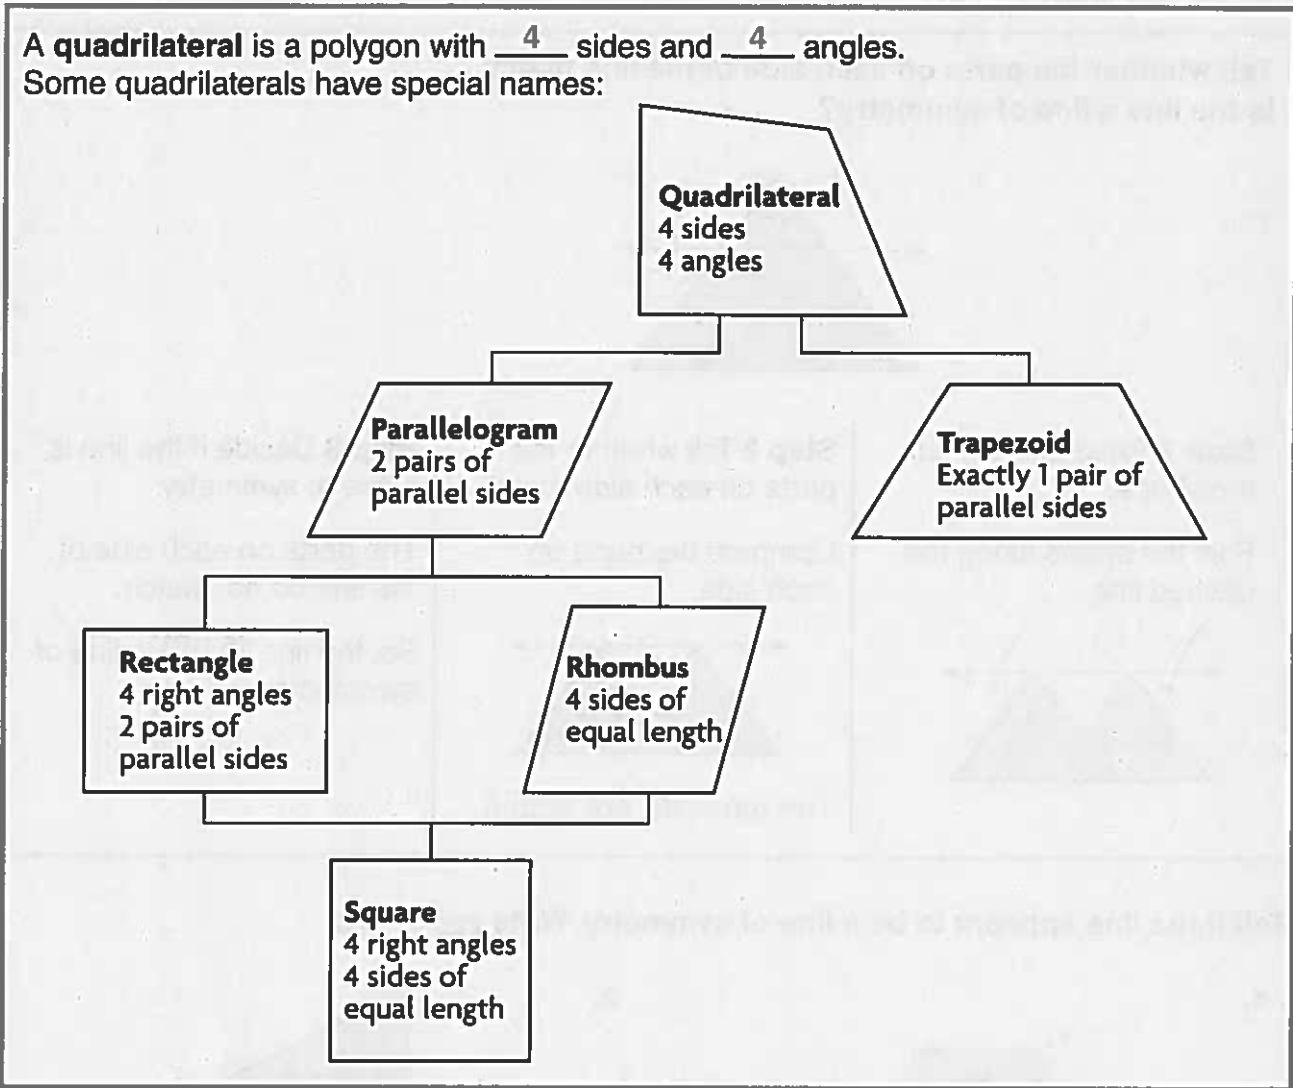 A quadrilateral is a polygon with 4 sides and 4 angles.
Some quadrilaterals have special names:
Quadrilateral
4 sides
4 angles
Parallelogram
2 pairs of
parallel sides
Trapezoid
Exactly 1 pair of
parallel sides
Rectangle
4 right angles
2 pairs of
parallel sides
Rhombus
4 sides of
equal length
Square
4 right angles
4 sides of
equal length